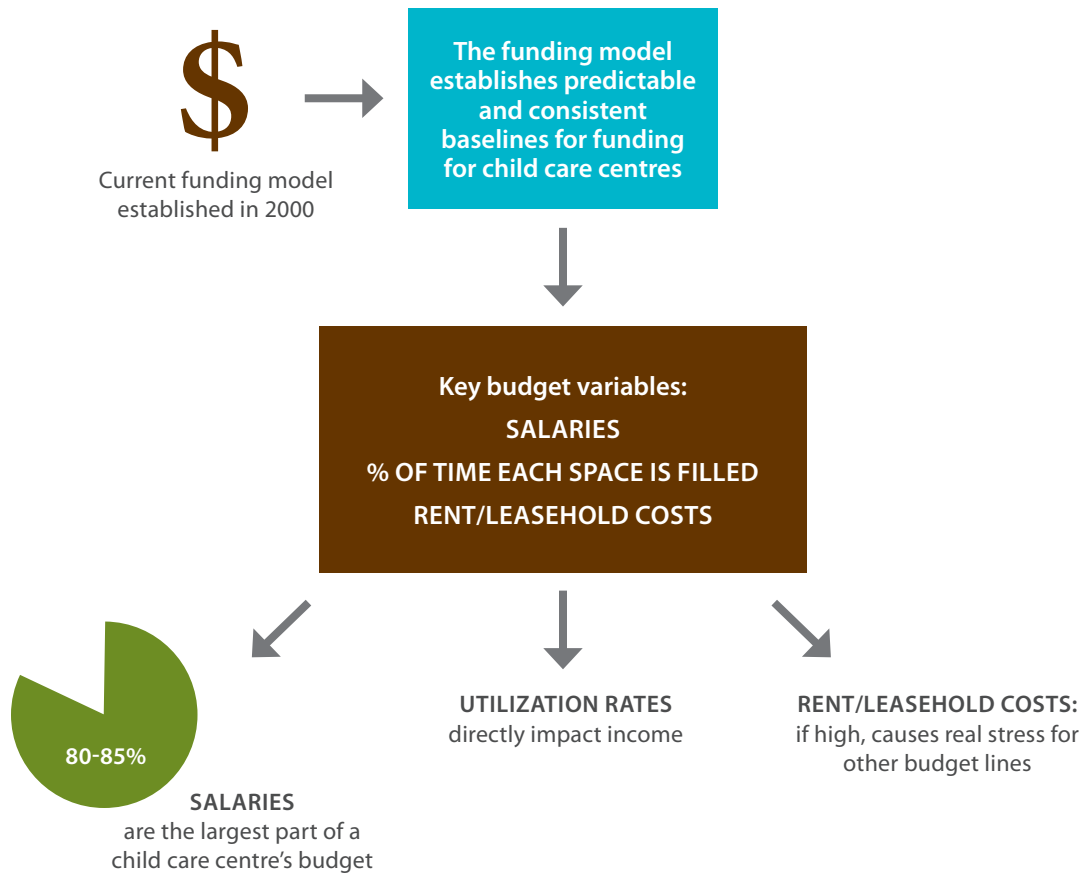 $
Current funding model
established in 2000
The funding model
establishes predictable
and consistent
baselines for funding
for child care centres
Key budget variables:
SALARIES
% OF TIME EACH SPACE IS FILLED
RENT/LEASEHOLD COSTS
80-85%
SALARIES
are the largest part of a
child care centre’s budget
UTILIZATION RATES
directly impact income
RENT/LEASEHOLD COSTS:
if high, causes real stress for
other budget lines